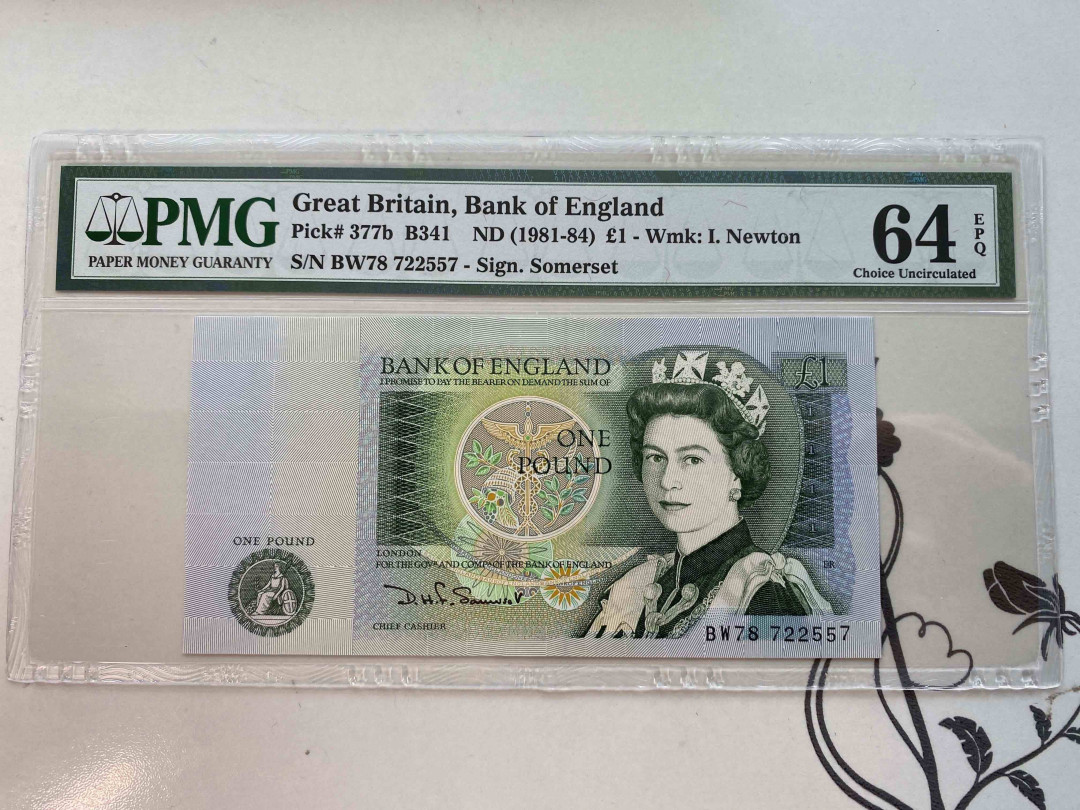 PMG
PAPER MONEY GUARANTY
Great Britain, Bank of England
Pick# 377b B341 ND (1981-84) £1 - Wmk: I. Newton
S/N BW78 722557 - Sign. Somerset
64
EPQ
Choice Uncirculated
BANK OF ENGLAND
I PROMISE TO PAY THE BEARER ON DEMAND THE SUM OF
£1
ONE
POUND
ONE POUND
LONDON
FOR THE GOVR AND COMPA OF THE BANK OF ENGLAND
D.H.F. Somerset
CHIEF CASHIER
ER
BW78 722557